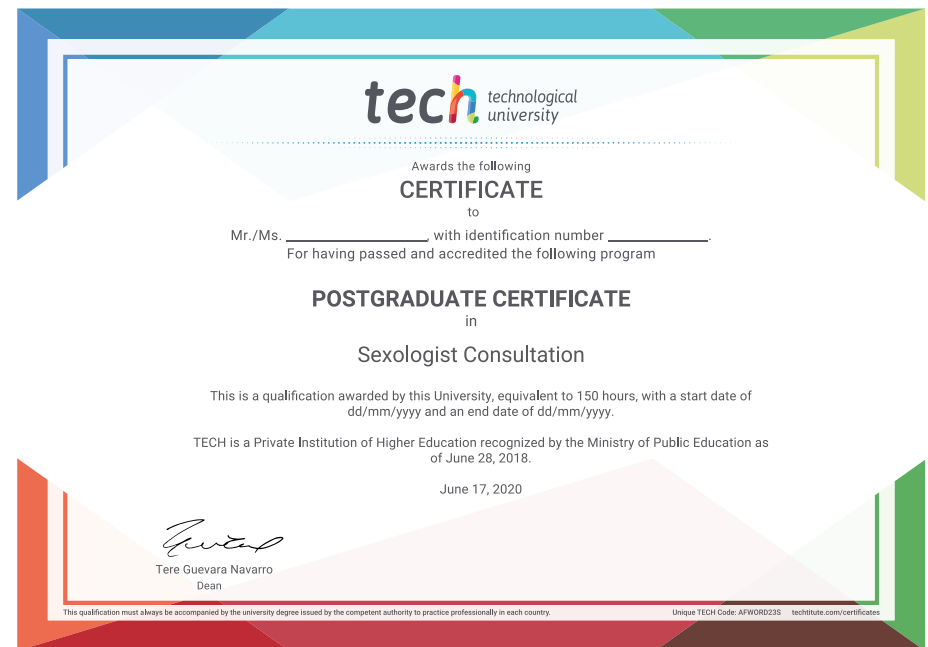 tech technological
university
Awards the following
CERTIFICATE
to
Mr./Ms. ____________________, with identification number ______________.
For having passed and accredited the following program
POSTGRADUATE CERTIFICATE
in
Sexologist Consultation
This is a qualification awarded by this University, equivalent to 150 hours, with a start date of
dd/mm/yyyy and an end date of dd/mm/yyyy.
TECH is a Private Institution of Higher Education recognized by the Ministry of Public Education as
of June 28, 2018.
June 17, 2020
Tere Guevara Navarro
Dean
This qualification must always be accompanied by the university degree issued by the competent authority to practice professionally in each country. Unique TECH Code: AFWORD23S techtitute.com/certificates